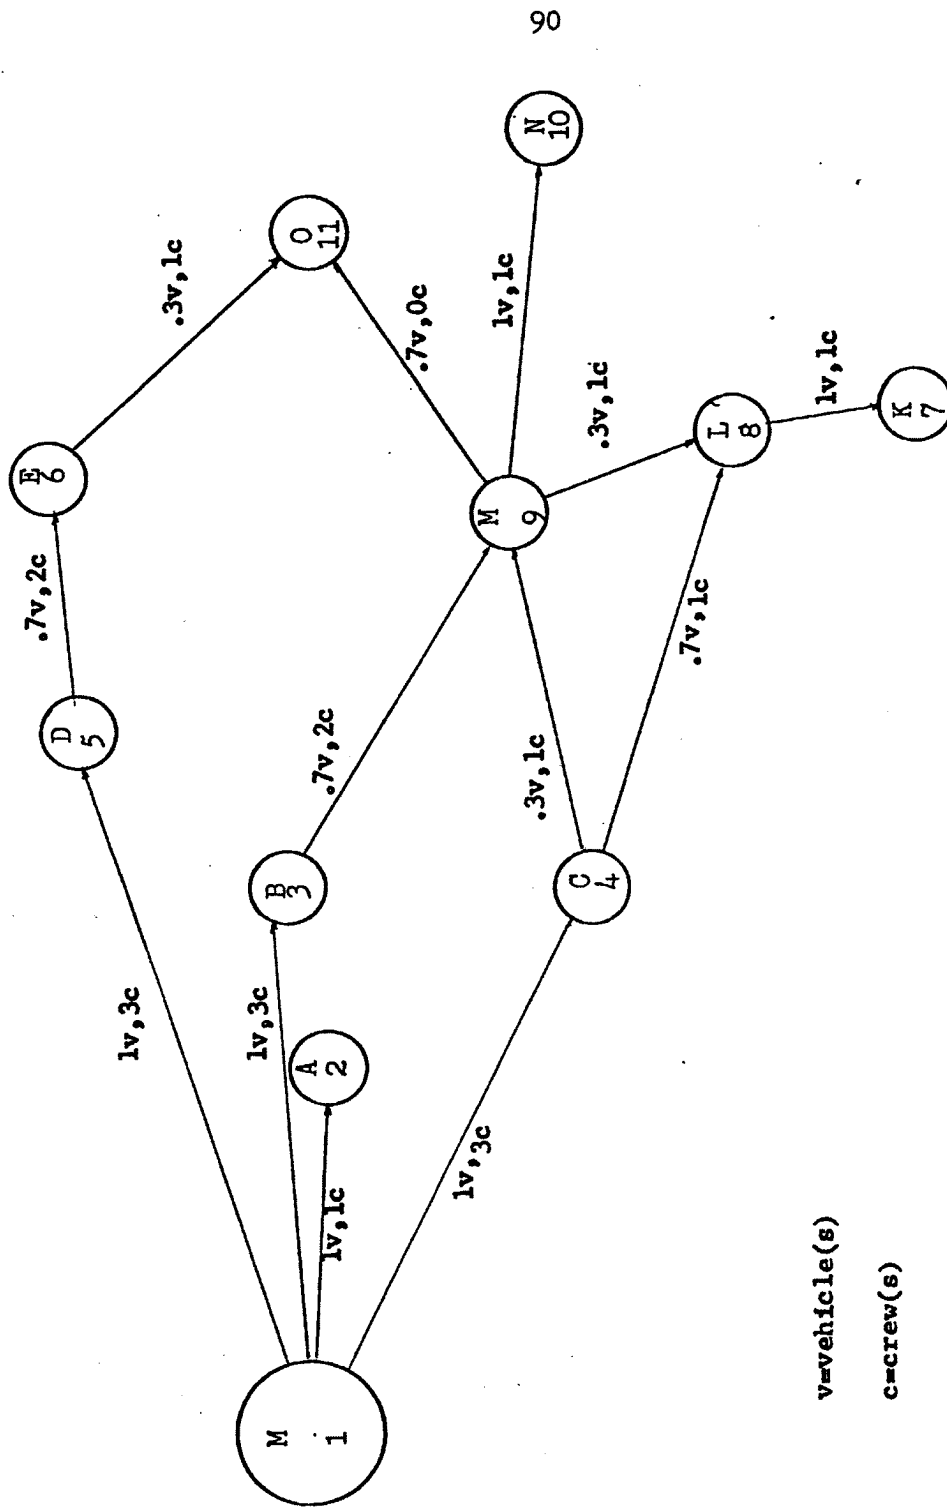 90
.7v,2c
E
6
D
5
1v,3c
.3v,1c
1v,3c
B
3
M
1
O
11
A
2
.7v,2c
1v,1c
.7v,0c
1v,3c
M
9
1v,1c
N
10
.3v,1c
C
4
.3v,1c
.7v,1c
L
8
1v,1c
K
7
v=vehicle(s)
c=crew(s)